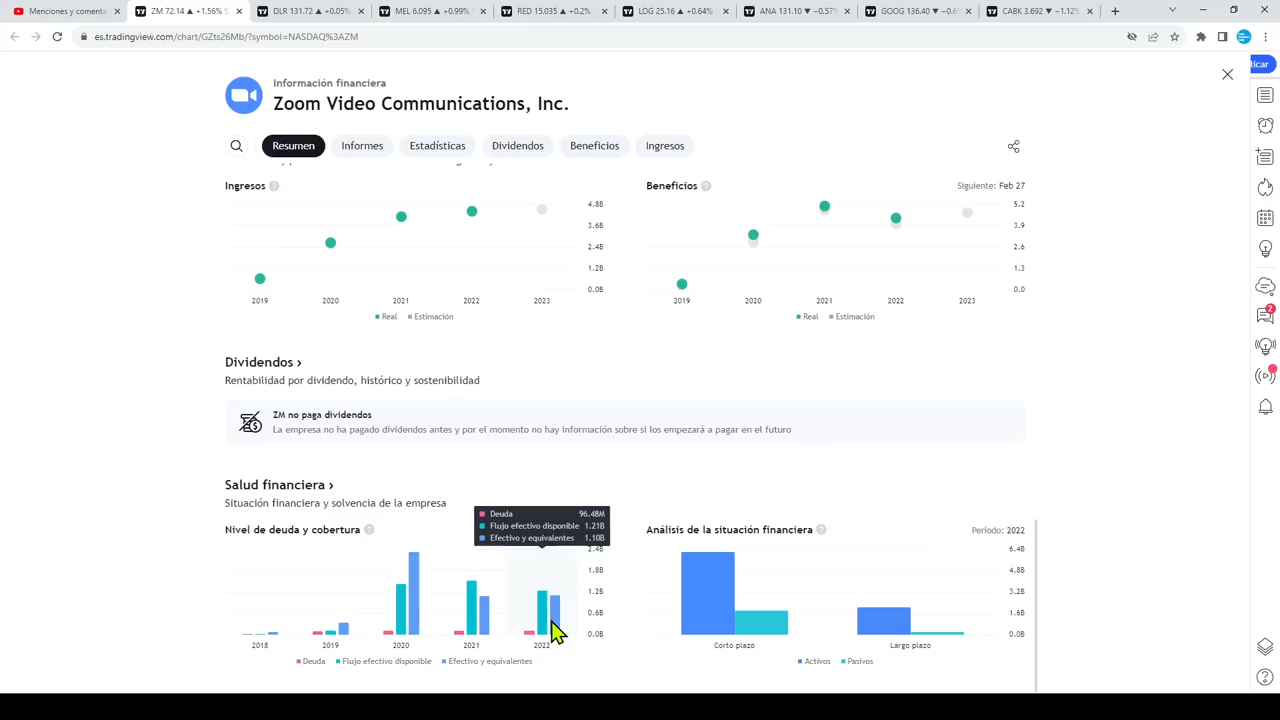 Menciones y comenta
ZM 72.14 ▲ +1.56% S
DLR 131.72 ▲ +0.05%
MEL 6.095 ▲ +0.99% S
RED 15.035 ▲ +0.2%
LOG 25.16 ▲ +0.64%
ANA 131.10 ▼ −0.57%
GOOG 136.40 ▼ −0.6
CABK 3.692 ▼ −1.12%
es.tradingview.com/chart/GZts26Mb/?symbol=NASDAQ%3AZM
licar
Información financiera
Zoom Video Communications, Inc.
Resumen
Informes
Estadísticas
Dividendos
Beneficios
Ingresos
Ingresos
4.8B
3.6B
2.4B
1.2B
0.0B
2019 2020 2021 2022 2023
Real Estimación
Beneficios
Siguiente: Feb 27
5.2
3.9
2.6
1.3
0.0
2019 2020 2021 2022 2023
Real Estimación
2
Dividendos ›
Rentabilidad por dividendo, histórico y sostenibilidad
ZM no paga dividendos
La empresa no ha pagado dividendos antes y por el momento no hay información sobre si los empezará a pagar en el futuro
Salud financiera ›
Situación financiera y solvencia de la empresa
Nivel de deuda y cobertura
Deuda 96.48M
Flujo efectivo disponible 1.21B
Efectivo y equivalentes 1.10B
2.4B
1.8B
1.2B
0.6B
0.0B
2018 2019 2020 2021 2022
Deuda Flujo efectivo disponible Efectivo y equivalentes
Análisis de la situación financiera
Periodo: 2022
6.4B
4.8B
3.2B
1.6B
0.0B
Corto plazo Largo plazo
Activos Pasivos